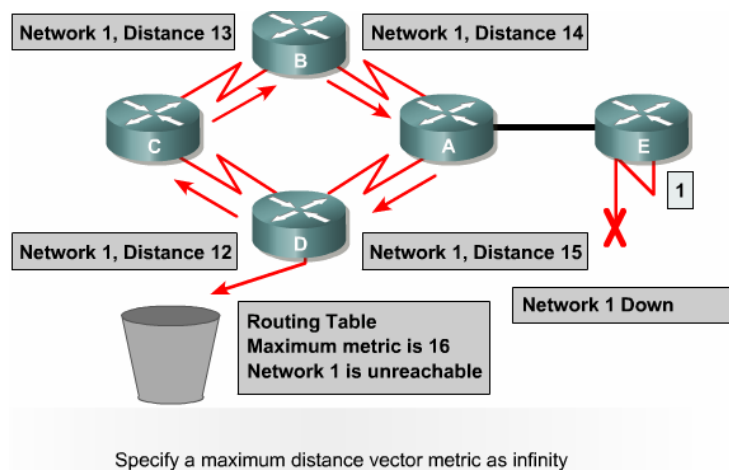 Network 1, Distance 13
Network 1, Distance 14
B
C
A
E
1
D
Network 1, Distance 12
Network 1, Distance 15
Network 1 Down
Routing Table
Maximum metric is 16
Network 1 is unreachable
Specify a maximum distance vector metric as infinity